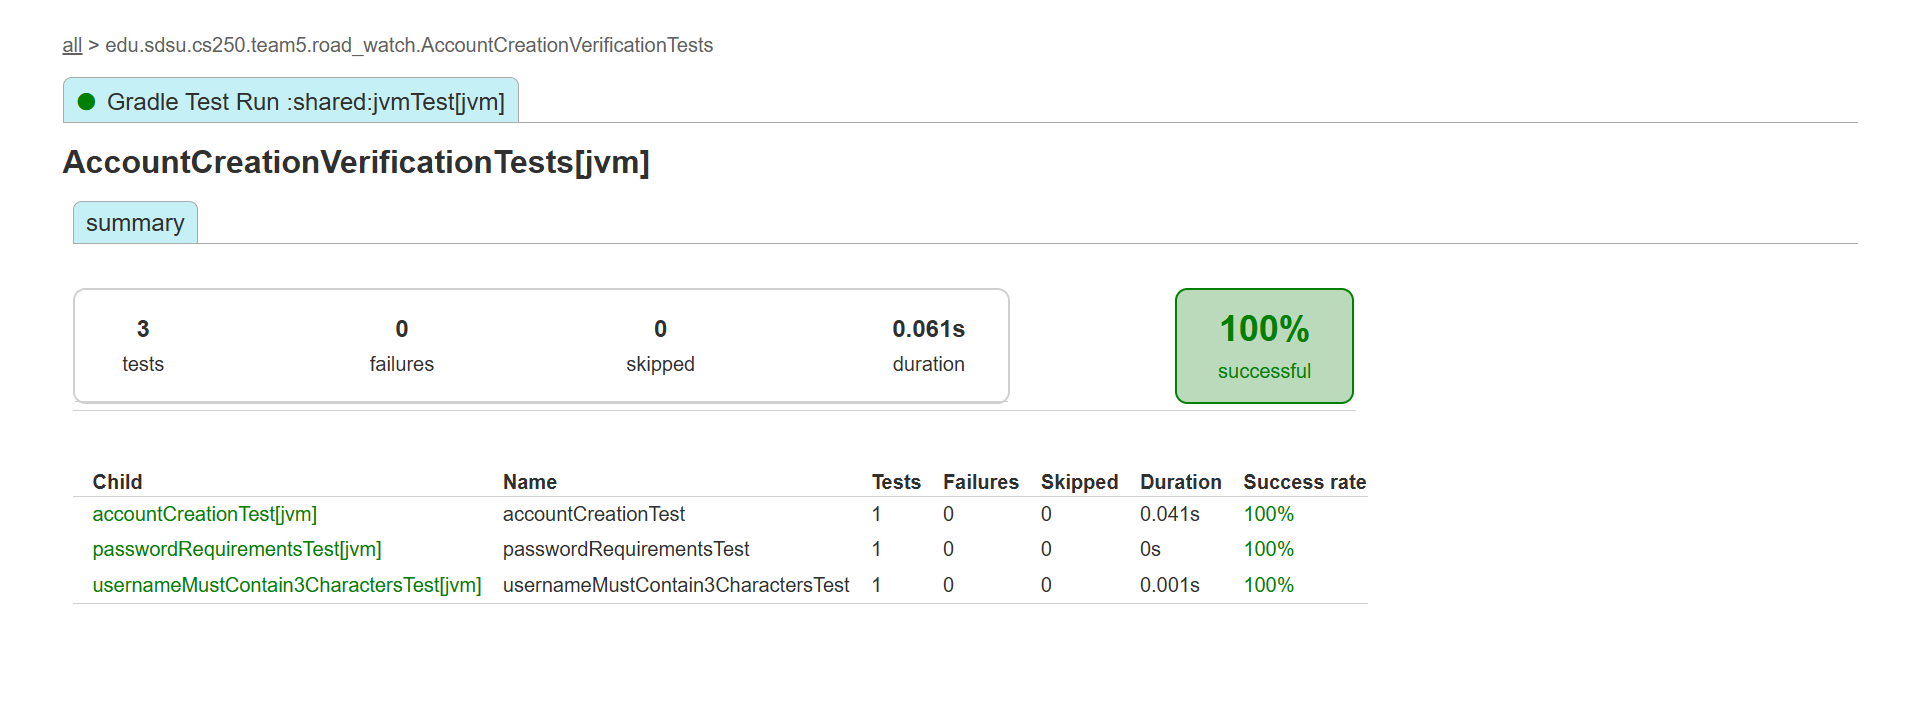 all > edu.sdsu.cs250.team5.road_watch.AccountCreationVerificationTests
Gradle Test Run :shared:jvmTest[jvm]
AccountCreationVerificationTests[jvm]
summary
3 0 0 0.061s
tests failures skipped duration
100%
successful
Child Name Tests Failures Skipped Duration Success rate
accountCreationTest[jvm] accountCreationTest 1 0 0 0.041s 100%
passwordRequirementsTest[jvm] passwordRequirementsTest 1 0 0 0s 100%
usernameMustContain3CharactersTest[jvm] usernameMustContain3CharactersTest 1 0 0 0.001s 100%